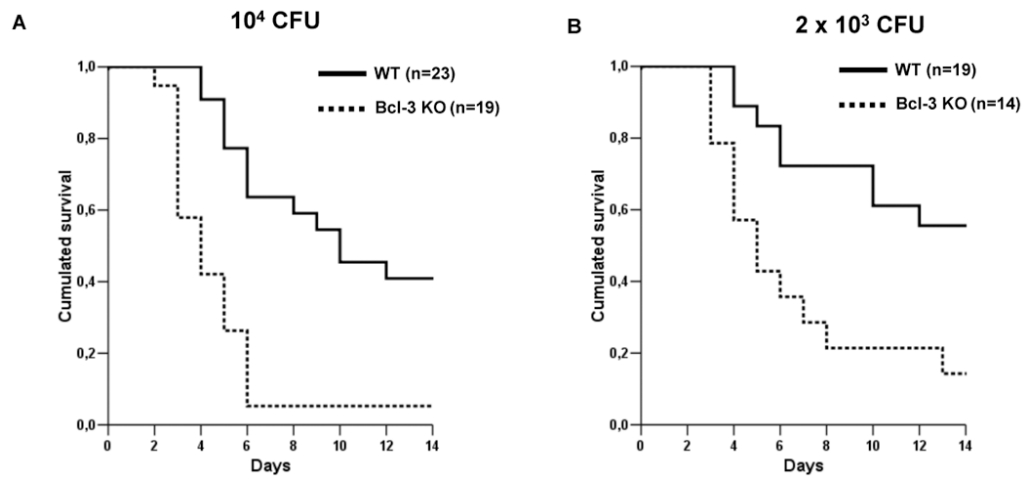 A
10⁴ CFU
WT (n=23)
Bcl-3 KO (n=19)
Cumulated survival
1,0
0,8
0,6
0,4
0,2
0,0
0 2 4 6 8 10 12 14
Days
B
2 x 10³ CFU
WT (n=19)
Bcl-3 KO (n=14)
Cumulated survival
1,0
0,8
0,6
0,4
0,2
0,0
0 2 4 6 8 10 12 14
Days